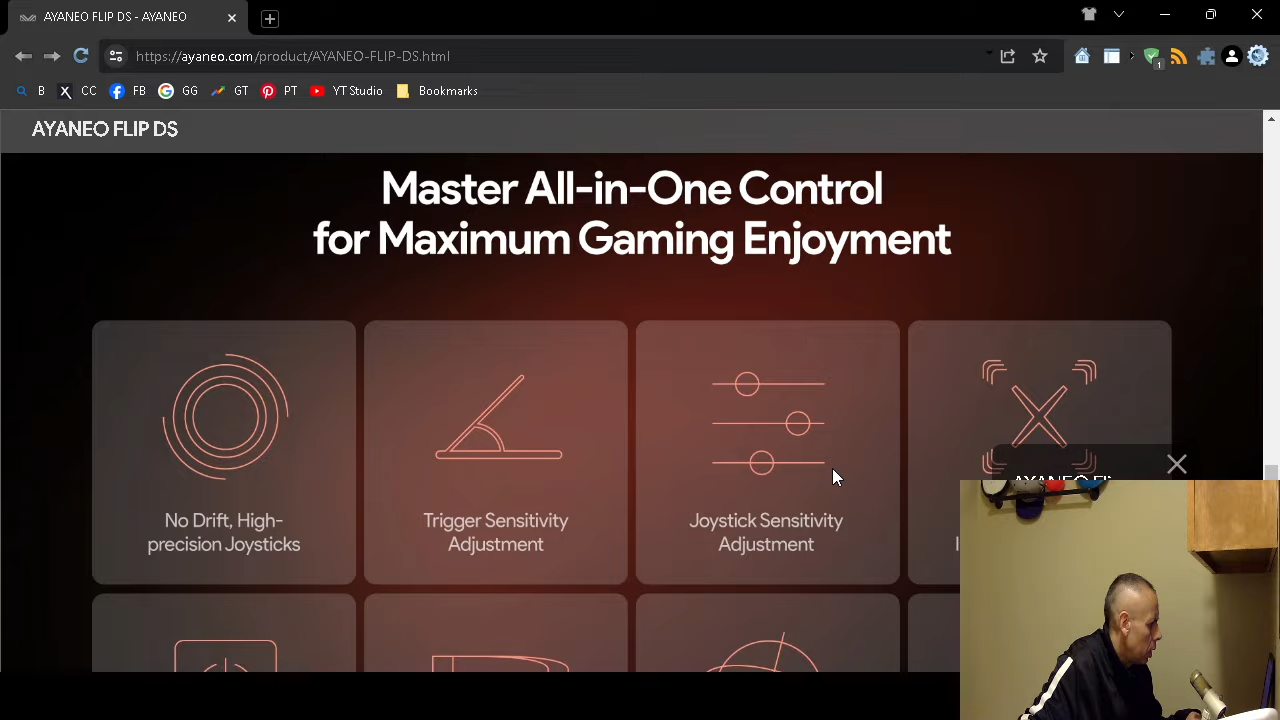 AYANEO FLIP DS - AYANEO
https://ayaneo.com/product/AYANEO-FLIP-DS.html
1
B
X
CC
FB
GG
GT
PT
YT Studio
Bookmarks
AYANEO FLIP DS
Master All-in-One Control
for Maximum Gaming Enjoyment
No Drift, High-
precision Joysticks
Trigger Sensitivity
Adjustment
Joystick Sensitivity
Adjustment